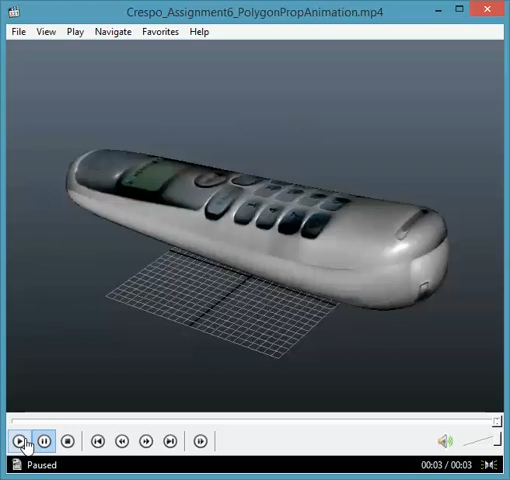 Crespo_Assignment6_PolygonPropAnimation.mp4
File View Play Navigate Favorites Help
Paused 00:03 / 00:03